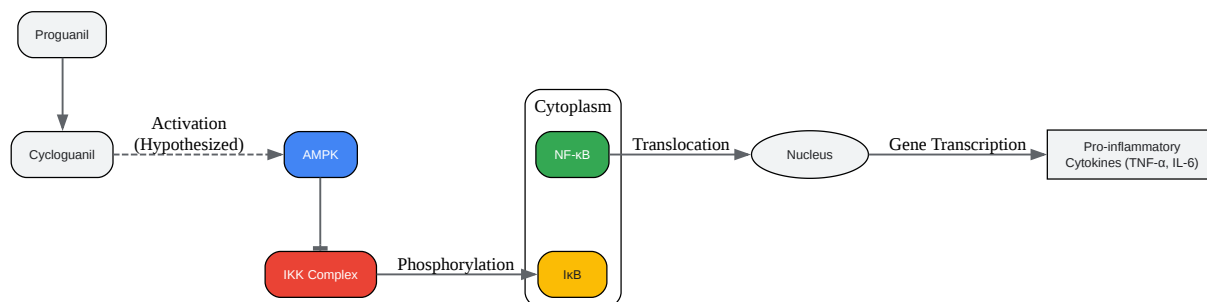 Proguanil
Cycloguanil
Activation
(Hypothesized)
AMPK
IKK Complex
Phosphorylation
Cytoplasm
NF-κB
IκB
Translocation
Nucleus
Gene Transcription
Pro-inflammatory
Cytokines (TNF-α, IL-6)